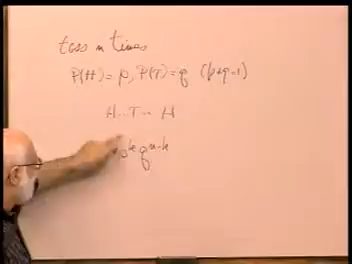 toss n times
P(H) = p, P(T) = q (p+q=1)
H...T... H
p^k q^{n-k}